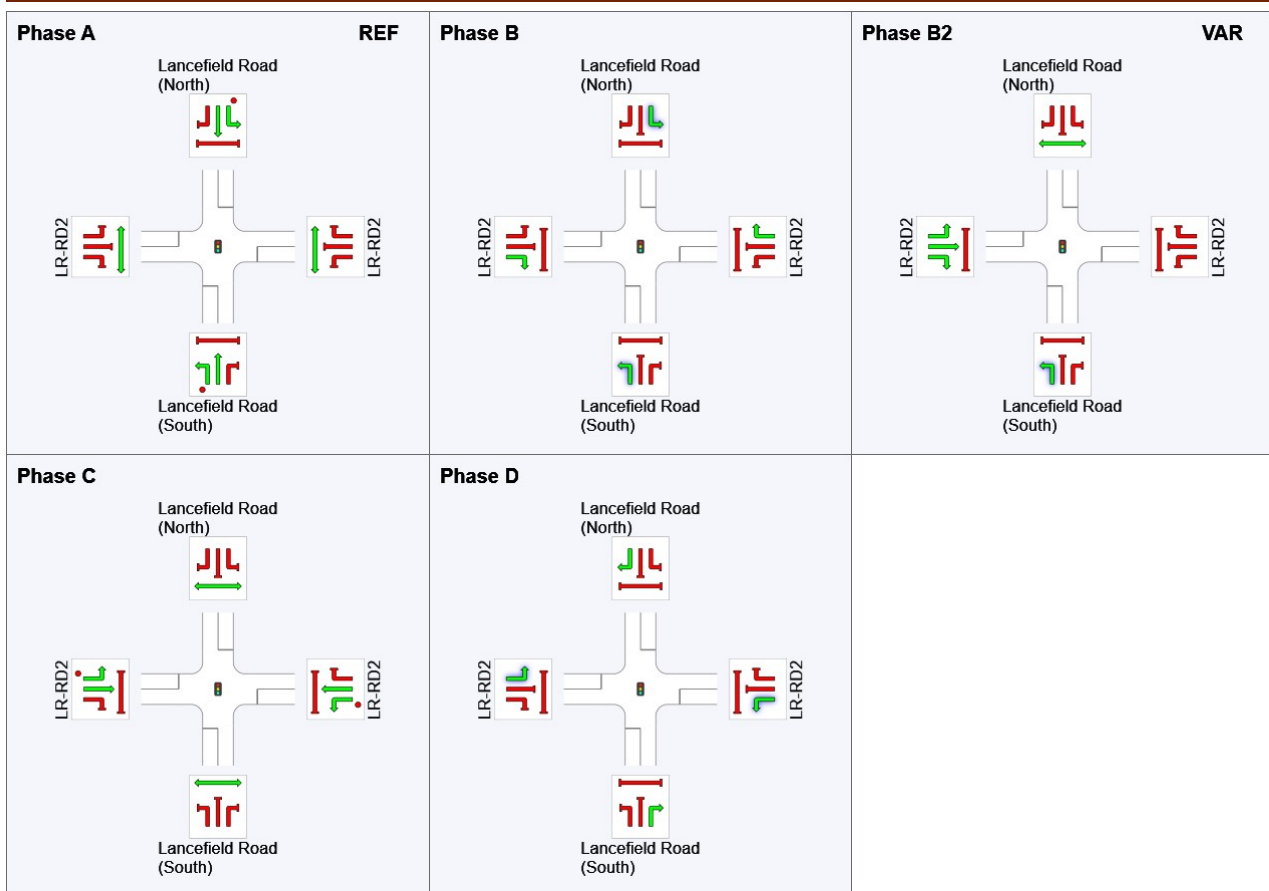 Phase A REF
Lancefield Road
(North)
LR-RD2
LR-RD2
Lancefield Road
(South)
Phase B
Lancefield Road
(North)
LR-RD2
LR-RD2
Lancefield Road
(South)
Phase B2 VAR
Lancefield Road
(North)
LR-RD2
LR-RD2
Lancefield Road
(South)
Phase C
Lancefield Road
(North)
LR-RD2
LR-RD2
Lancefield Road
(South)
Phase D
Lancefield Road
(North)
LR-RD2
LR-RD2
Lancefield Road
(South)